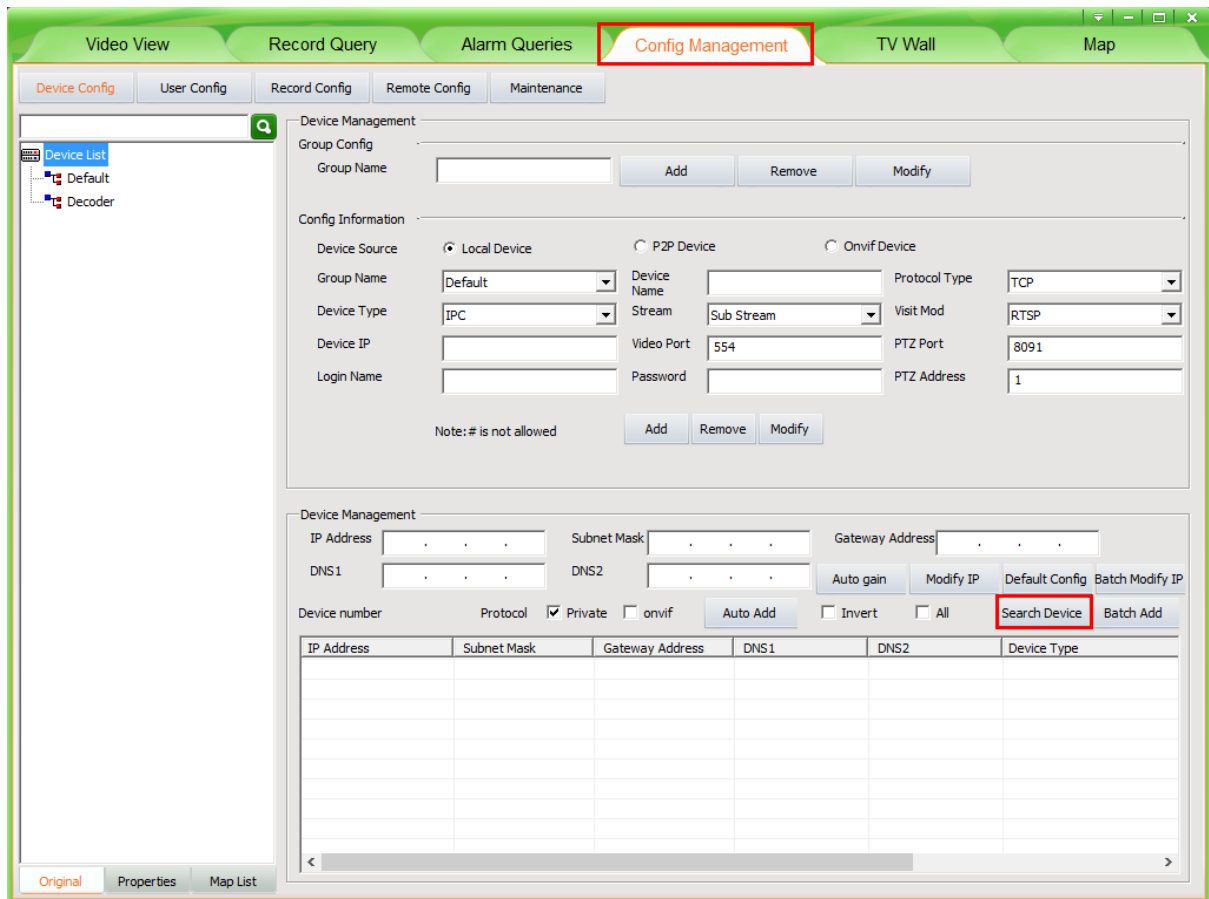 Video View Record Query Alarm Queries Config Management TV Wall Map
Device Config User Config Record Config Remote Config Maintenance
Device List
Default
Decoder
Device Management
Group Config
Group Name Add Remove Modify
Config Information
Device Source Local Device P2P Device Onvif Device
Group Name Default Device Name Protocol Type TCP
Device Type IPC Stream Sub Stream Visit Mod RTSP
Device IP Video Port 554 PTZ Port 8091
Login Name Password PTZ Address 1
Note:# is not allowed Add Remove Modify
Device Management
IP Address . . . Subnet Mask . . . Gateway Address . . .
DNS1 . . . DNS2 . . . Auto gain Modify IP Default Config Batch Modify IP
Device number Protocol Private onvif Auto Add Invert All Search Device Batch Add
IP Address Subnet Mask Gateway Address DNS1 DNS2 Device Type
Original Properties Map List